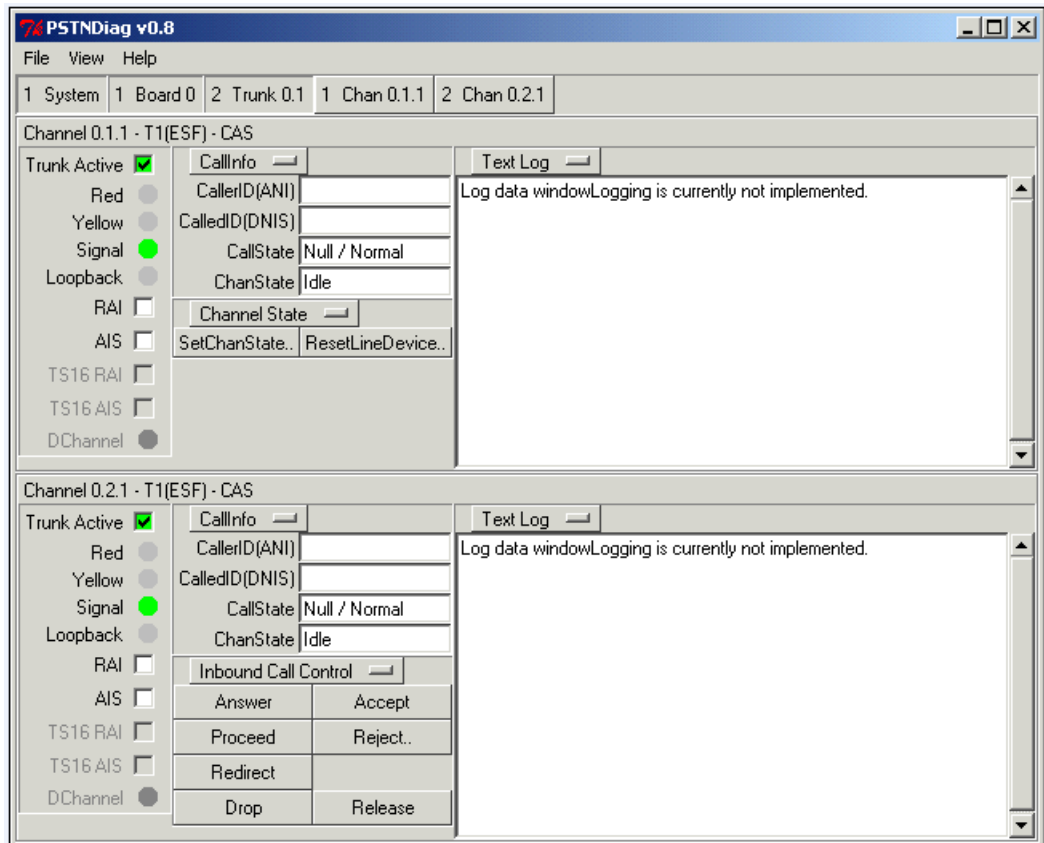 PSTNDiag v0.8
File View Help
1 System 1 Board 0 2 Trunk 0.1 1 Chan 0.1.1 2 Chan 0.2.1
Channel 0.1.1 - T1(ESF) - CAS
Trunk Active
Red
Yellow
Signal
Loopback
RAI
AIS
TS16 RAI
TS16 AIS
DChannel
CallInfo
CallerID(ANI)
CalledID(DNIS)
CallState Null / Normal
ChanState Idle
Channel State
SetChanState.. ResetLineDevice..
Text Log
Log data windowLogging is currently not implemented.
Channel 0.2.1 - T1(ESF) - CAS
Trunk Active
Red
Yellow
Signal
Loopback
RAI
AIS
TS16 RAI
TS16 AIS
DChannel
CallInfo
CallerID(ANI)
CalledID(DNIS)
CallState Null / Normal
ChanState Idle
Inbound Call Control
Answer Accept
Proceed Reject..
Redirect
Drop Release
Text Log
Log data windowLogging is currently not implemented.